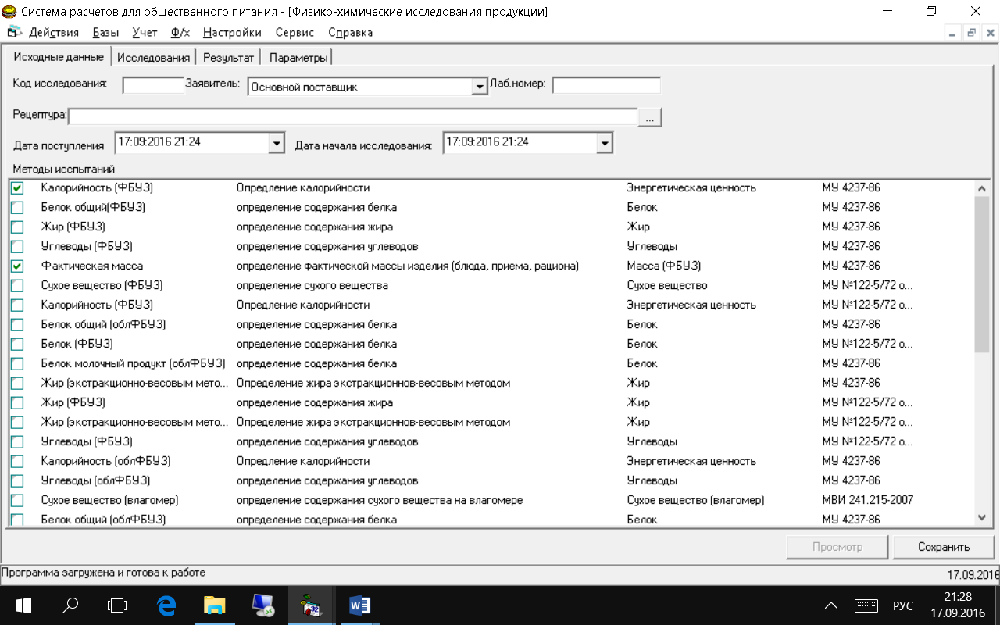 Система расчетов для общественного питания - [Физико-химические исследования продукции]
Действия Базы Учет Ф/х Настройки Сервис Справка
Исходные данные Исследования Результат Параметры
Код исследования: Заявитель: Основной поставщик Лаб.номер:
Рецептура: ...
Дата поступления 17:09:2016 21:24 Дата начала исследования: 17:09:2016 21:24
Методы исспытаний
Калорийность (ФБУЗ) Опредление калорийности Энергетическая ценность МУ 4237-86
Белок общий(ФБУЗ) определение содержания белка Белок МУ 4237-86
Жир (ФБУЗ) определение содержания жира Жир МУ 4237-86
Углеводы (ФБУЗ) определение содержания углеводов Углеводы МУ 4237-86
Фактическая масса определение фактической массы изделия (блюда, приема, рациона) Масса (ФБУЗ) МУ 4237-86
Сухое вещество (ФБУЗ) определение сухого вещества Сухое вещество МУ №122-5/72 о...
Калорийность (ФБУЗ) Опредление калорийности Энергетическая ценность МУ №122-5/72 о...
Белок общий (облФБУЗ) определение содержания белка Белок МУ 4237-86
Белок (ФБУЗ) определение содержания белка Белок МУ №122-5/72 о...
Белок молочный продукт (облФБУЗ) определение содержания белка Белок МУ 4237-86
Жир (экстракционно-весовым мето... Определение жира экстракционнов-весовым методом Жир МУ 4237-86
Жир (ФБУЗ) определение содержания жира Жир МУ №122-5/72 о...
Жир (экстракционно-весовым мето... Определение жира экстракционнов-весовым методом Жир МУ №122-5/72 о...
Углеводы (ФБУЗ) определение содержания углеводов Углеводы МУ №122-5/72 о...
Калорийность (облФБУЗ) Опредление калорийности Энергетическая ценность МУ 4237-86
Углеводы (облФБУЗ) определение содержания углеводов Углеводы МУ 4237-86
Сухое вещество (влагомер) определение содержания сухого вещества на влагомере Сухое вещество (влагомер) МВИ 241.215-2007
Белок общий (облФБУЗ) определение содержания белка Белок МУ 4237-86
Просмотр Сохранить
Программа загружена и готова к работе 17.09.2016
РУС 21:28
17.09.2016